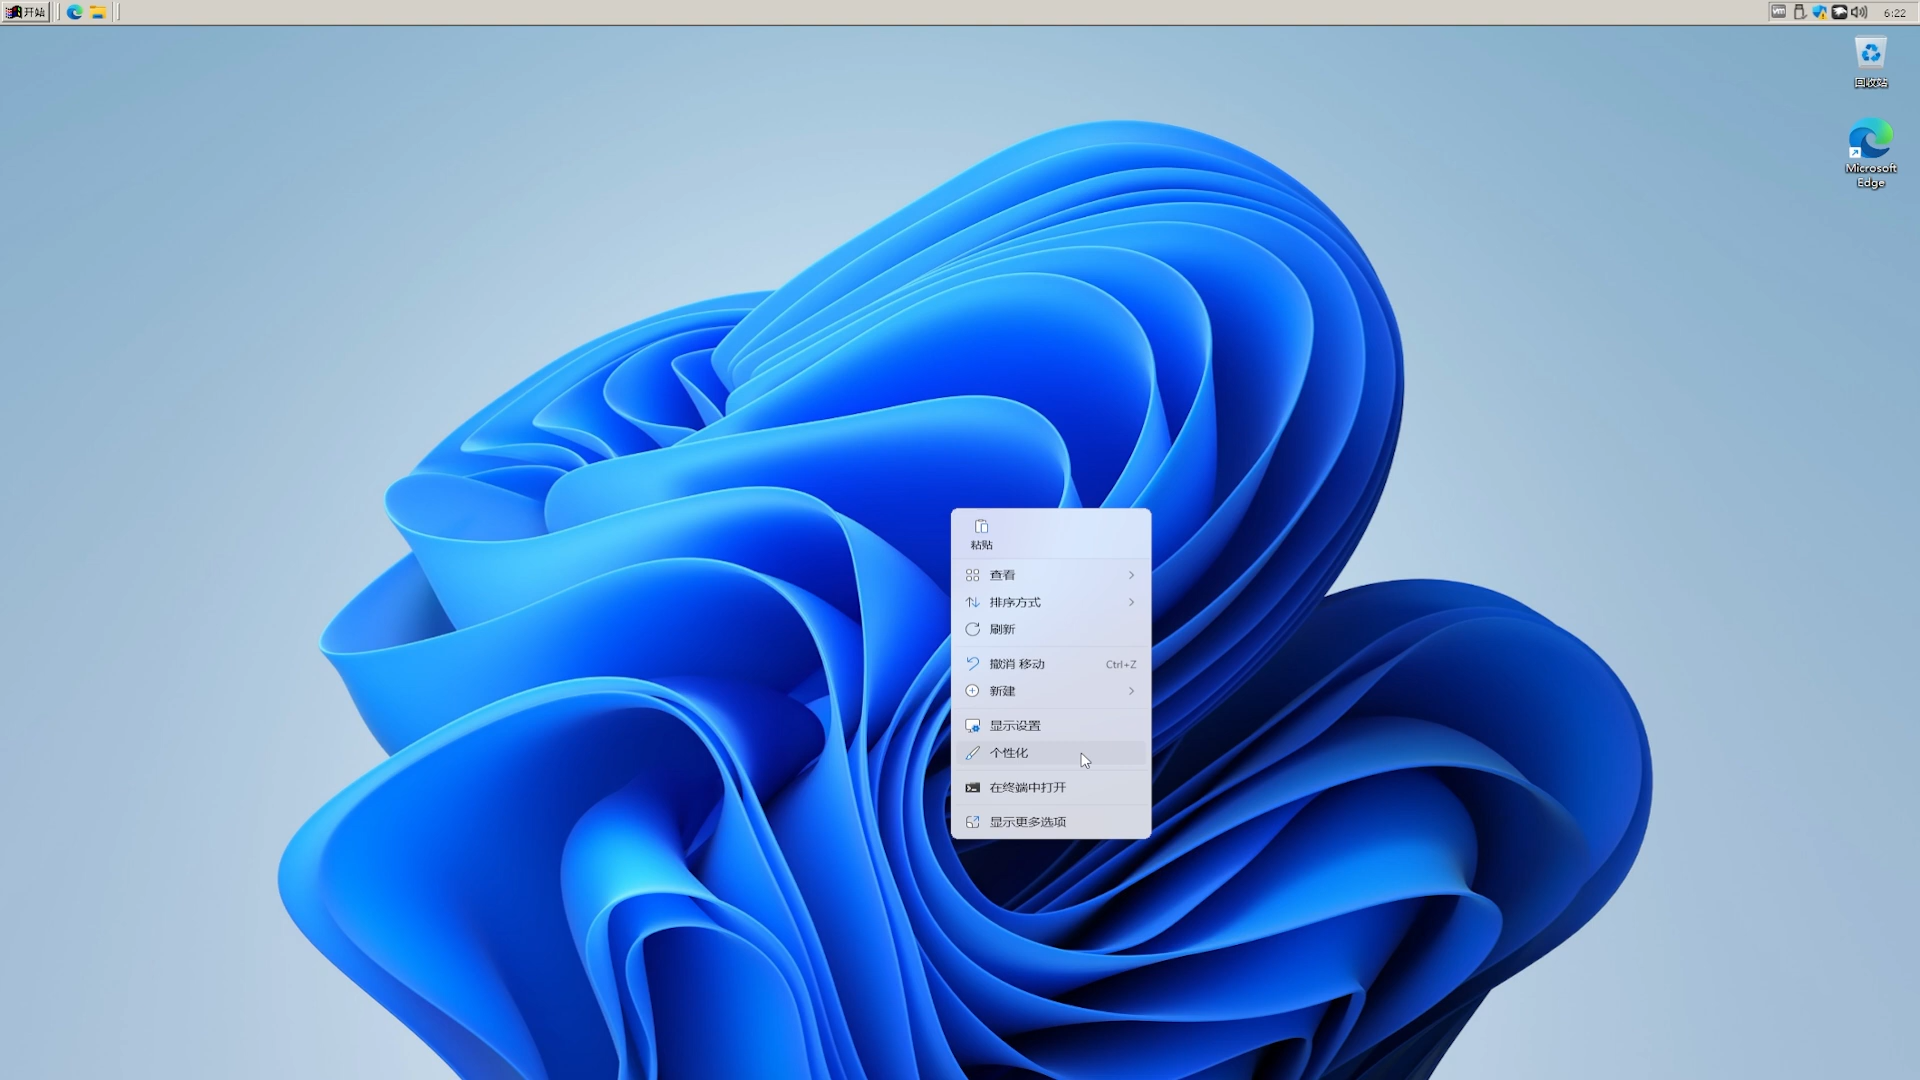 开始
6:22
回收站
Microsoft
Edge
粘贴
查看
排序方式
刷新
撤消 移动 Ctrl+Z
新建
显示设置
个性化
在终端中打开
显示更多选项